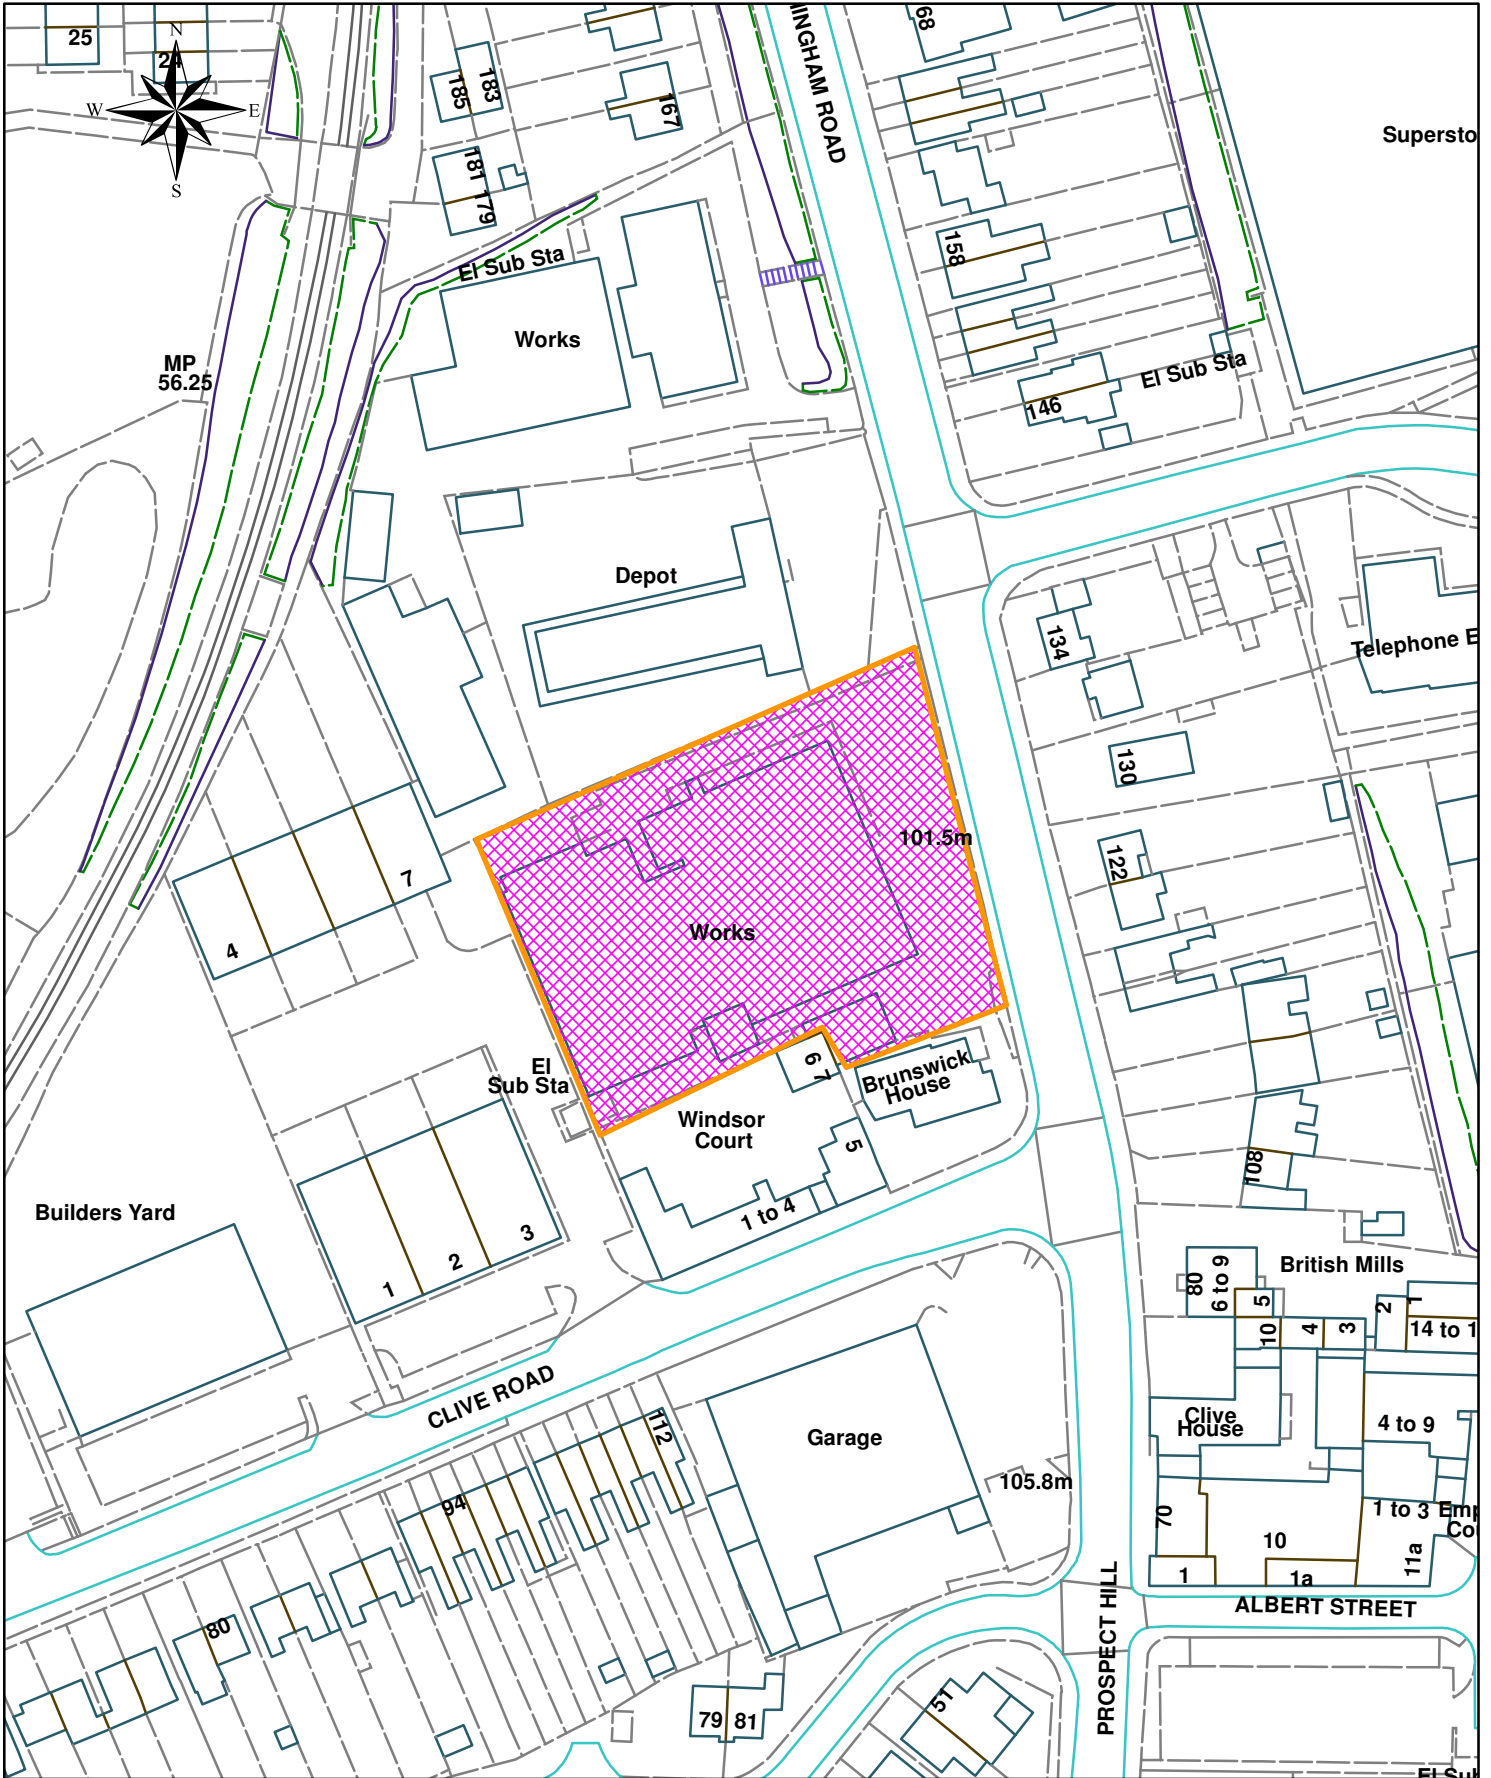 25
24
N
W
E
S
185
183
167
181
179
68
INGHAM ROAD
Supersto
158
El Sub Sta
Works
MP
56.25
El Sub Sta
146
Depot
134
Telephone E
130
101.5m
122
7
4
Works
El
Sub Sta
6
7
Brunswick
House
Windsor
Court
5
108
1 to 4
Builders Yard
3
2
1
British Mills
80
6 to 9
5
10
4
3
2
1
14 to 1
CLIVE ROAD
112
Garage
Clive
House
4 to 9
94
105.8m
70
10
1 to 3
Emp
Cou
11a
1
1a
ALBERT STREET
80
PROSPECT HILL
51
79
81
El Sub